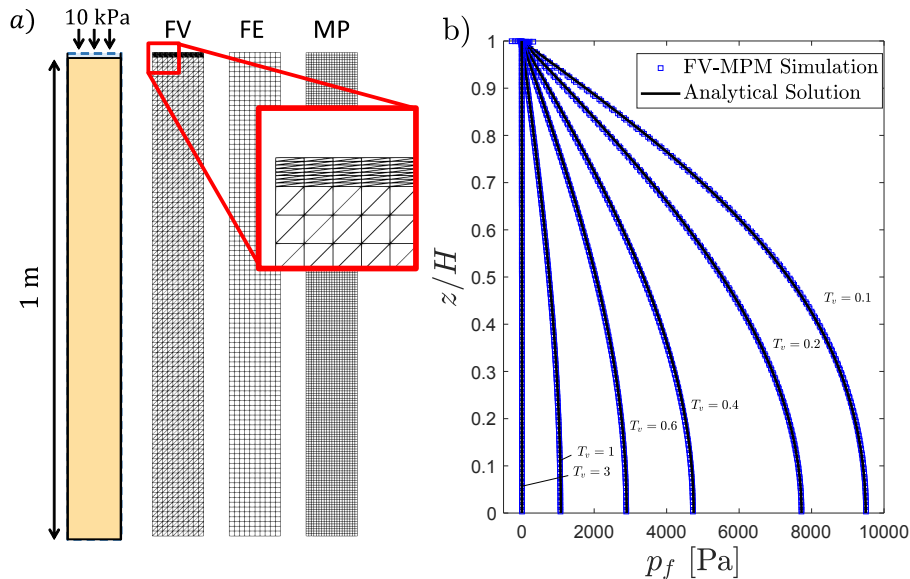 a)
10 kPa
FV FE MP
1 m
b)
FV-MPM Simulation
Analytical Solution
1
0.9
0.8
0.7
0.6
0.5
0.4
0.3
0.2
0.1
0
z/H
T_v = 0.1
T_v = 0.2
T_v = 0.4
T_v = 0.6
T_v = 1
T_v = 3
0 2000 4000 6000 8000 10000
p_f [Pa]